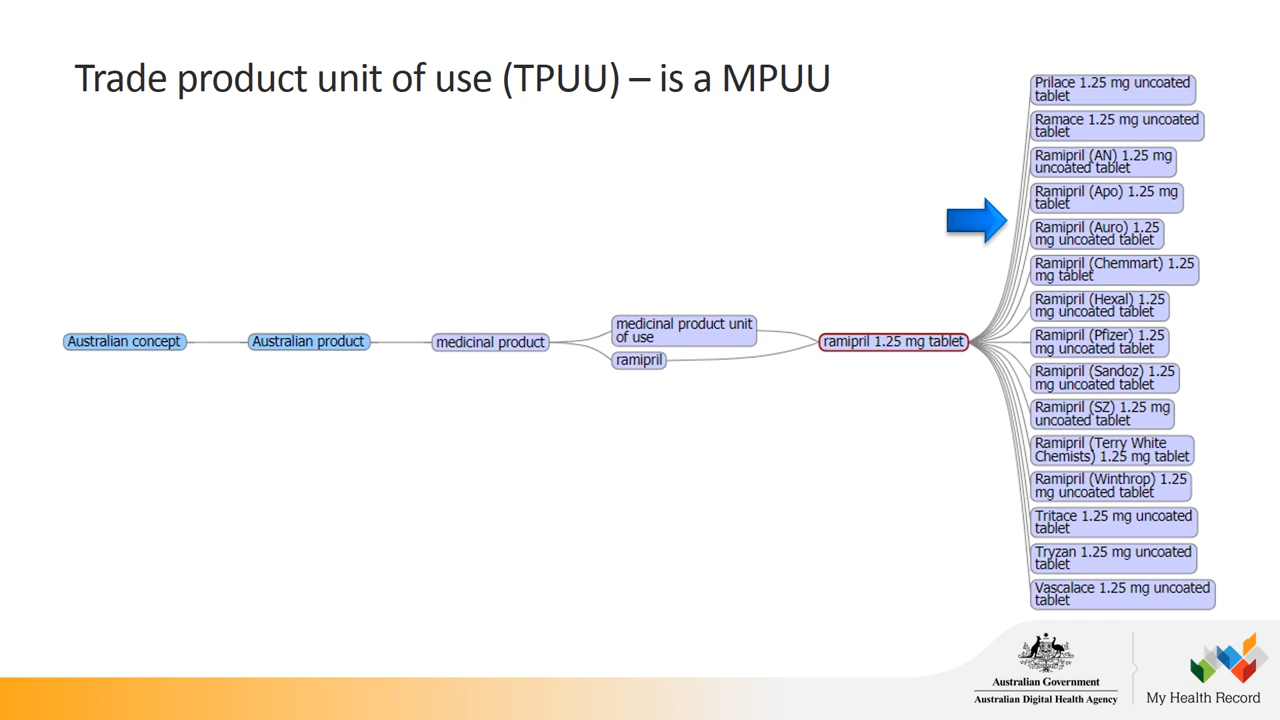 Trade product unit of use (TPUU) – is a MPUU
Australian concept
Australian product
medicinal product
medicinal product unit
of use
ramipril
ramipril 1.25 mg tablet
Prilace 1.25 mg uncoated
tablet
Ramace 1.25 mg uncoated
tablet
Ramipril (AN) 1.25 mg
uncoated tablet
Ramipril (Apo) 1.25 mg
tablet
Ramipril (Auro) 1.25
mg uncoated tablet
Ramipril (Chemmart) 1.25
mg tablet
Ramipril (Hexal) 1.25
mg uncoated tablet
Ramipril (Pfizer) 1.25
mg uncoated tablet
Ramipril (Sandoz) 1.25
mg uncoated tablet
Ramipril (SZ) 1.25 mg
uncoated tablet
Ramipril (Terry White
Chemists) 1.25 mg tablet
Ramipril (Winthrop) 1.25
mg uncoated tablet
Tritace 1.25 mg uncoated
tablet
Tryzan 1.25 mg uncoated
tablet
Vascalace 1.25 mg uncoated
tablet
Australian Government
Australian Digital Health Agency
My Health Record